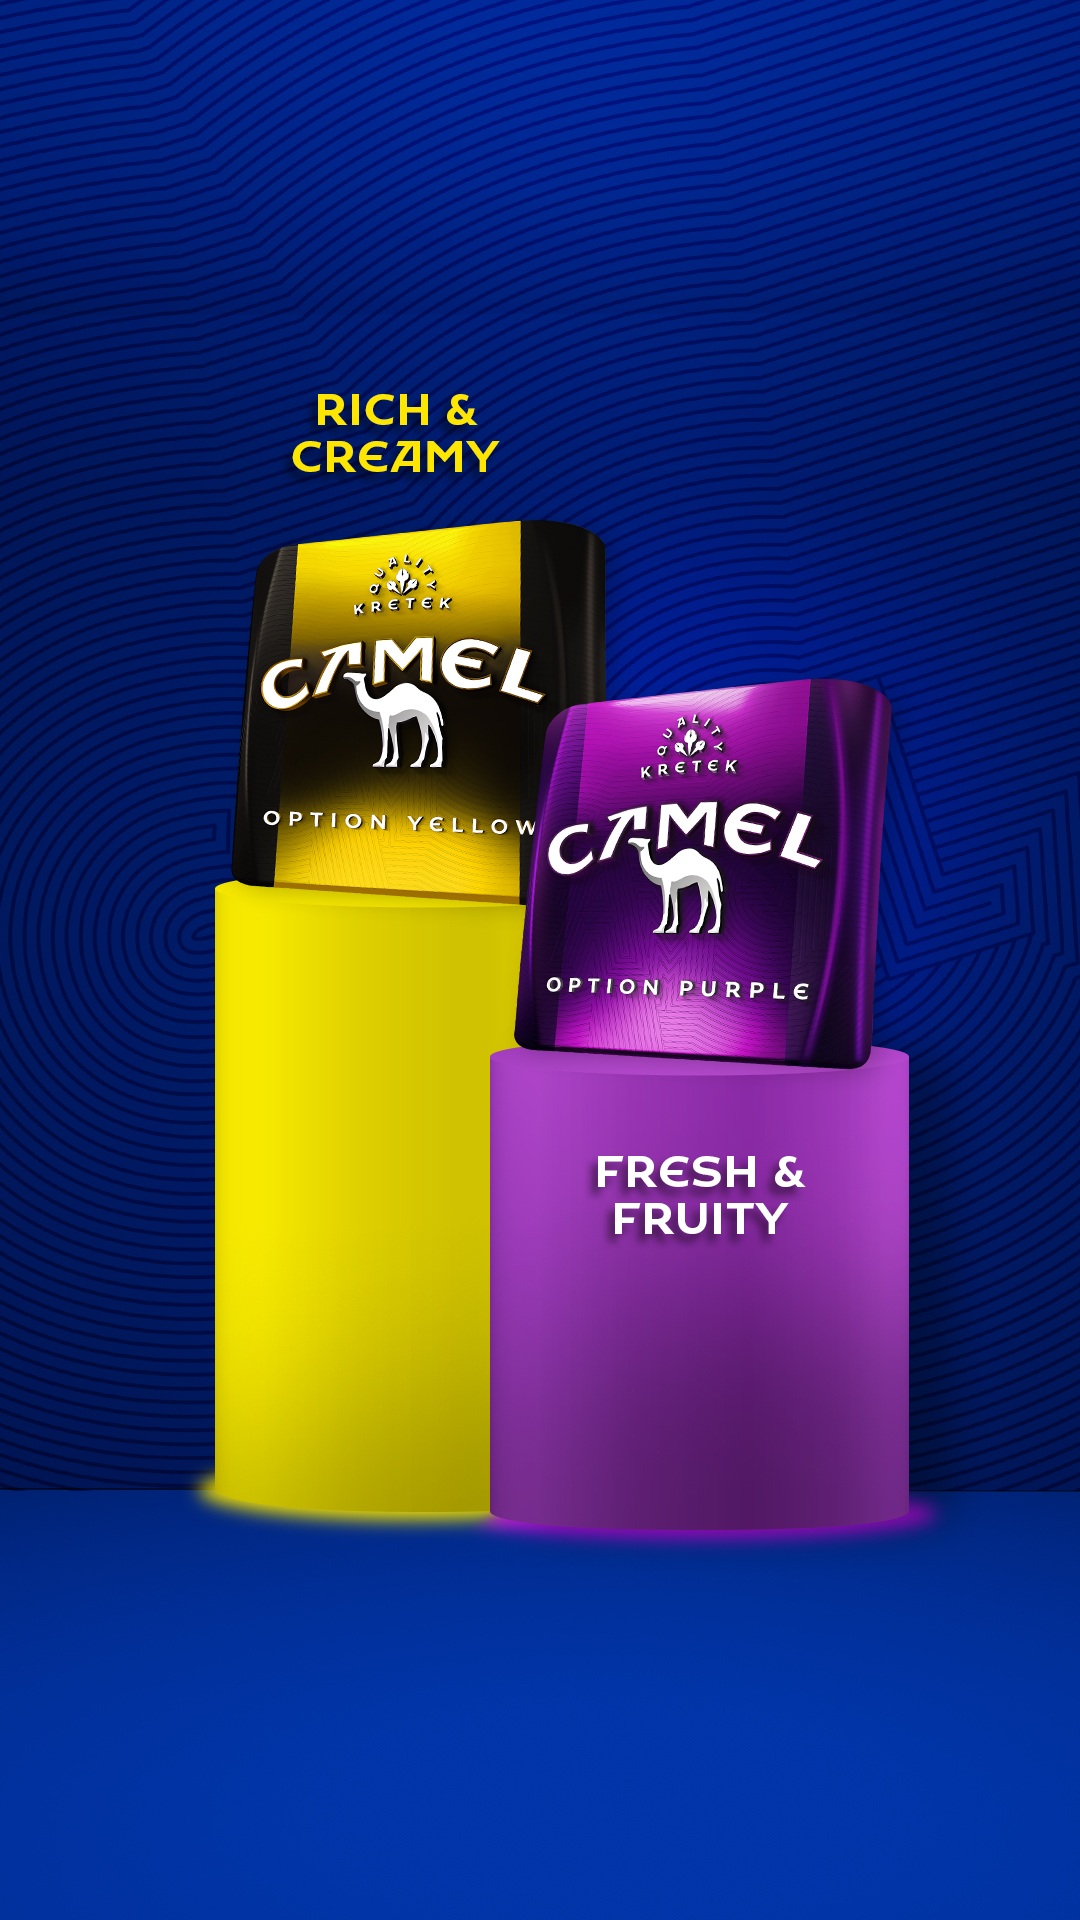 RICH &
CREAMY
QUALITY
KRETEK
CAMEL
OPTION YELLOW
QUALITY
KRETEK
CAMEL
OPTION PURPLE
FRESH &
FRUITY